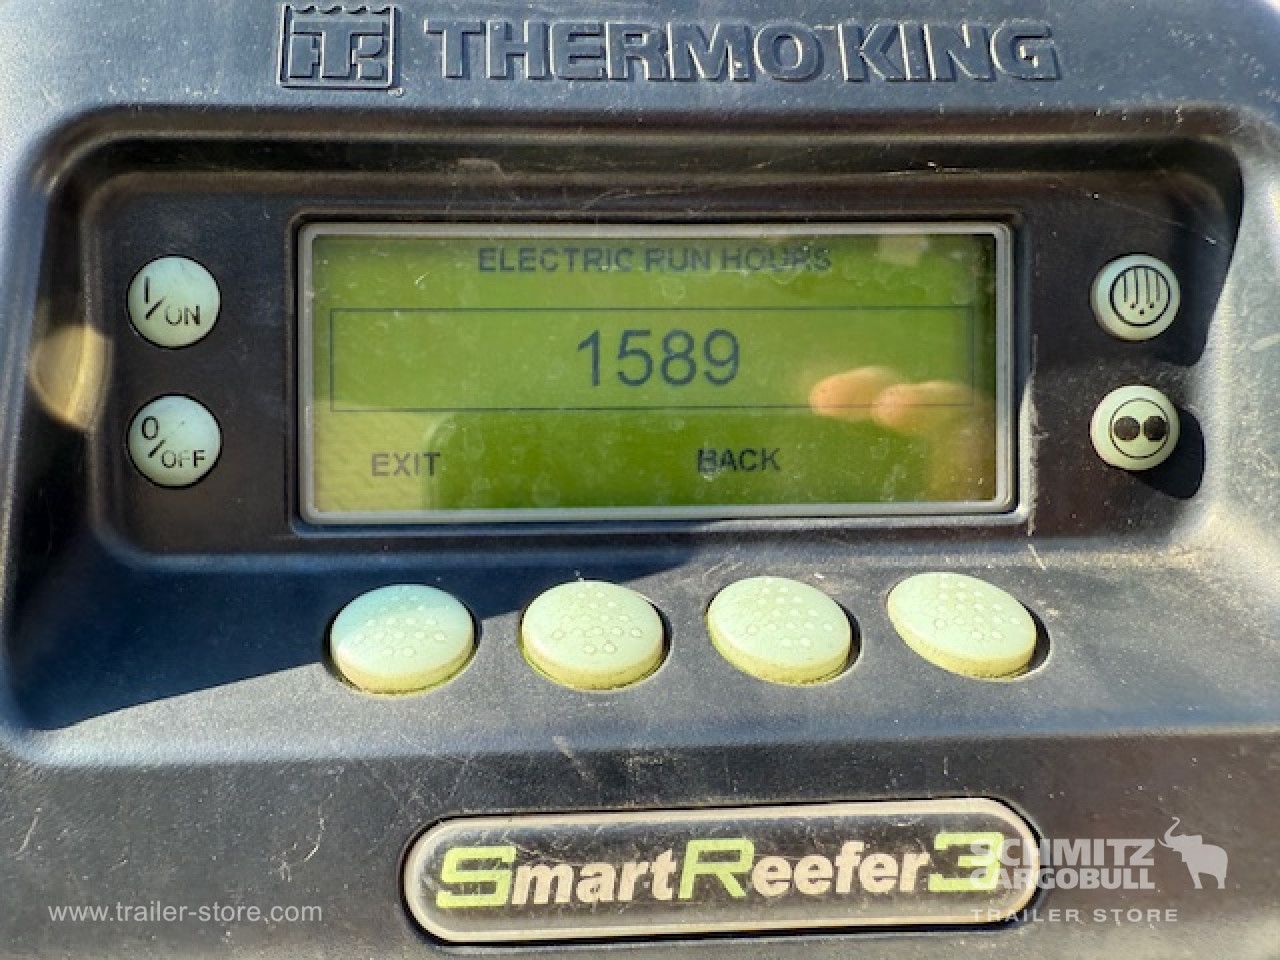 THERMO KING
ELECTRIC RUN HOURS
I/ON
1589
O/OFF
EXIT BACK
SmartReefer3
SCHMITZ
CARGOBULL
TRAILER STORE
www.trailer-store.com